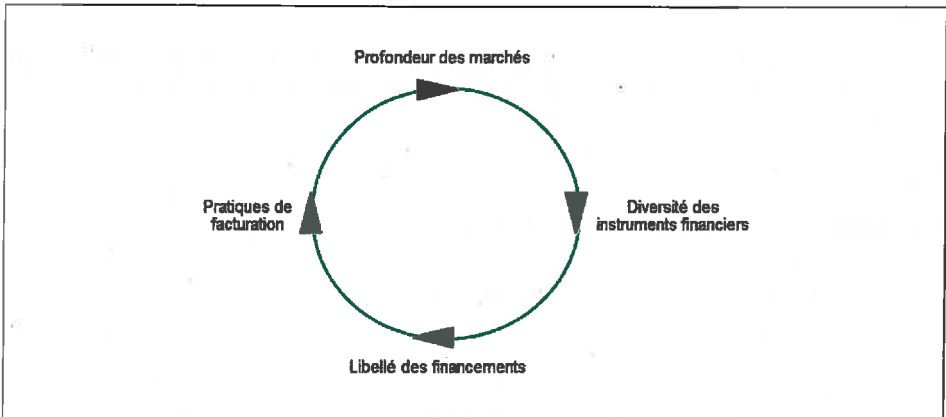 Profondeur des marchés
Pratiques de
facturation
Diversité des
instruments financiers
Libellé des financements